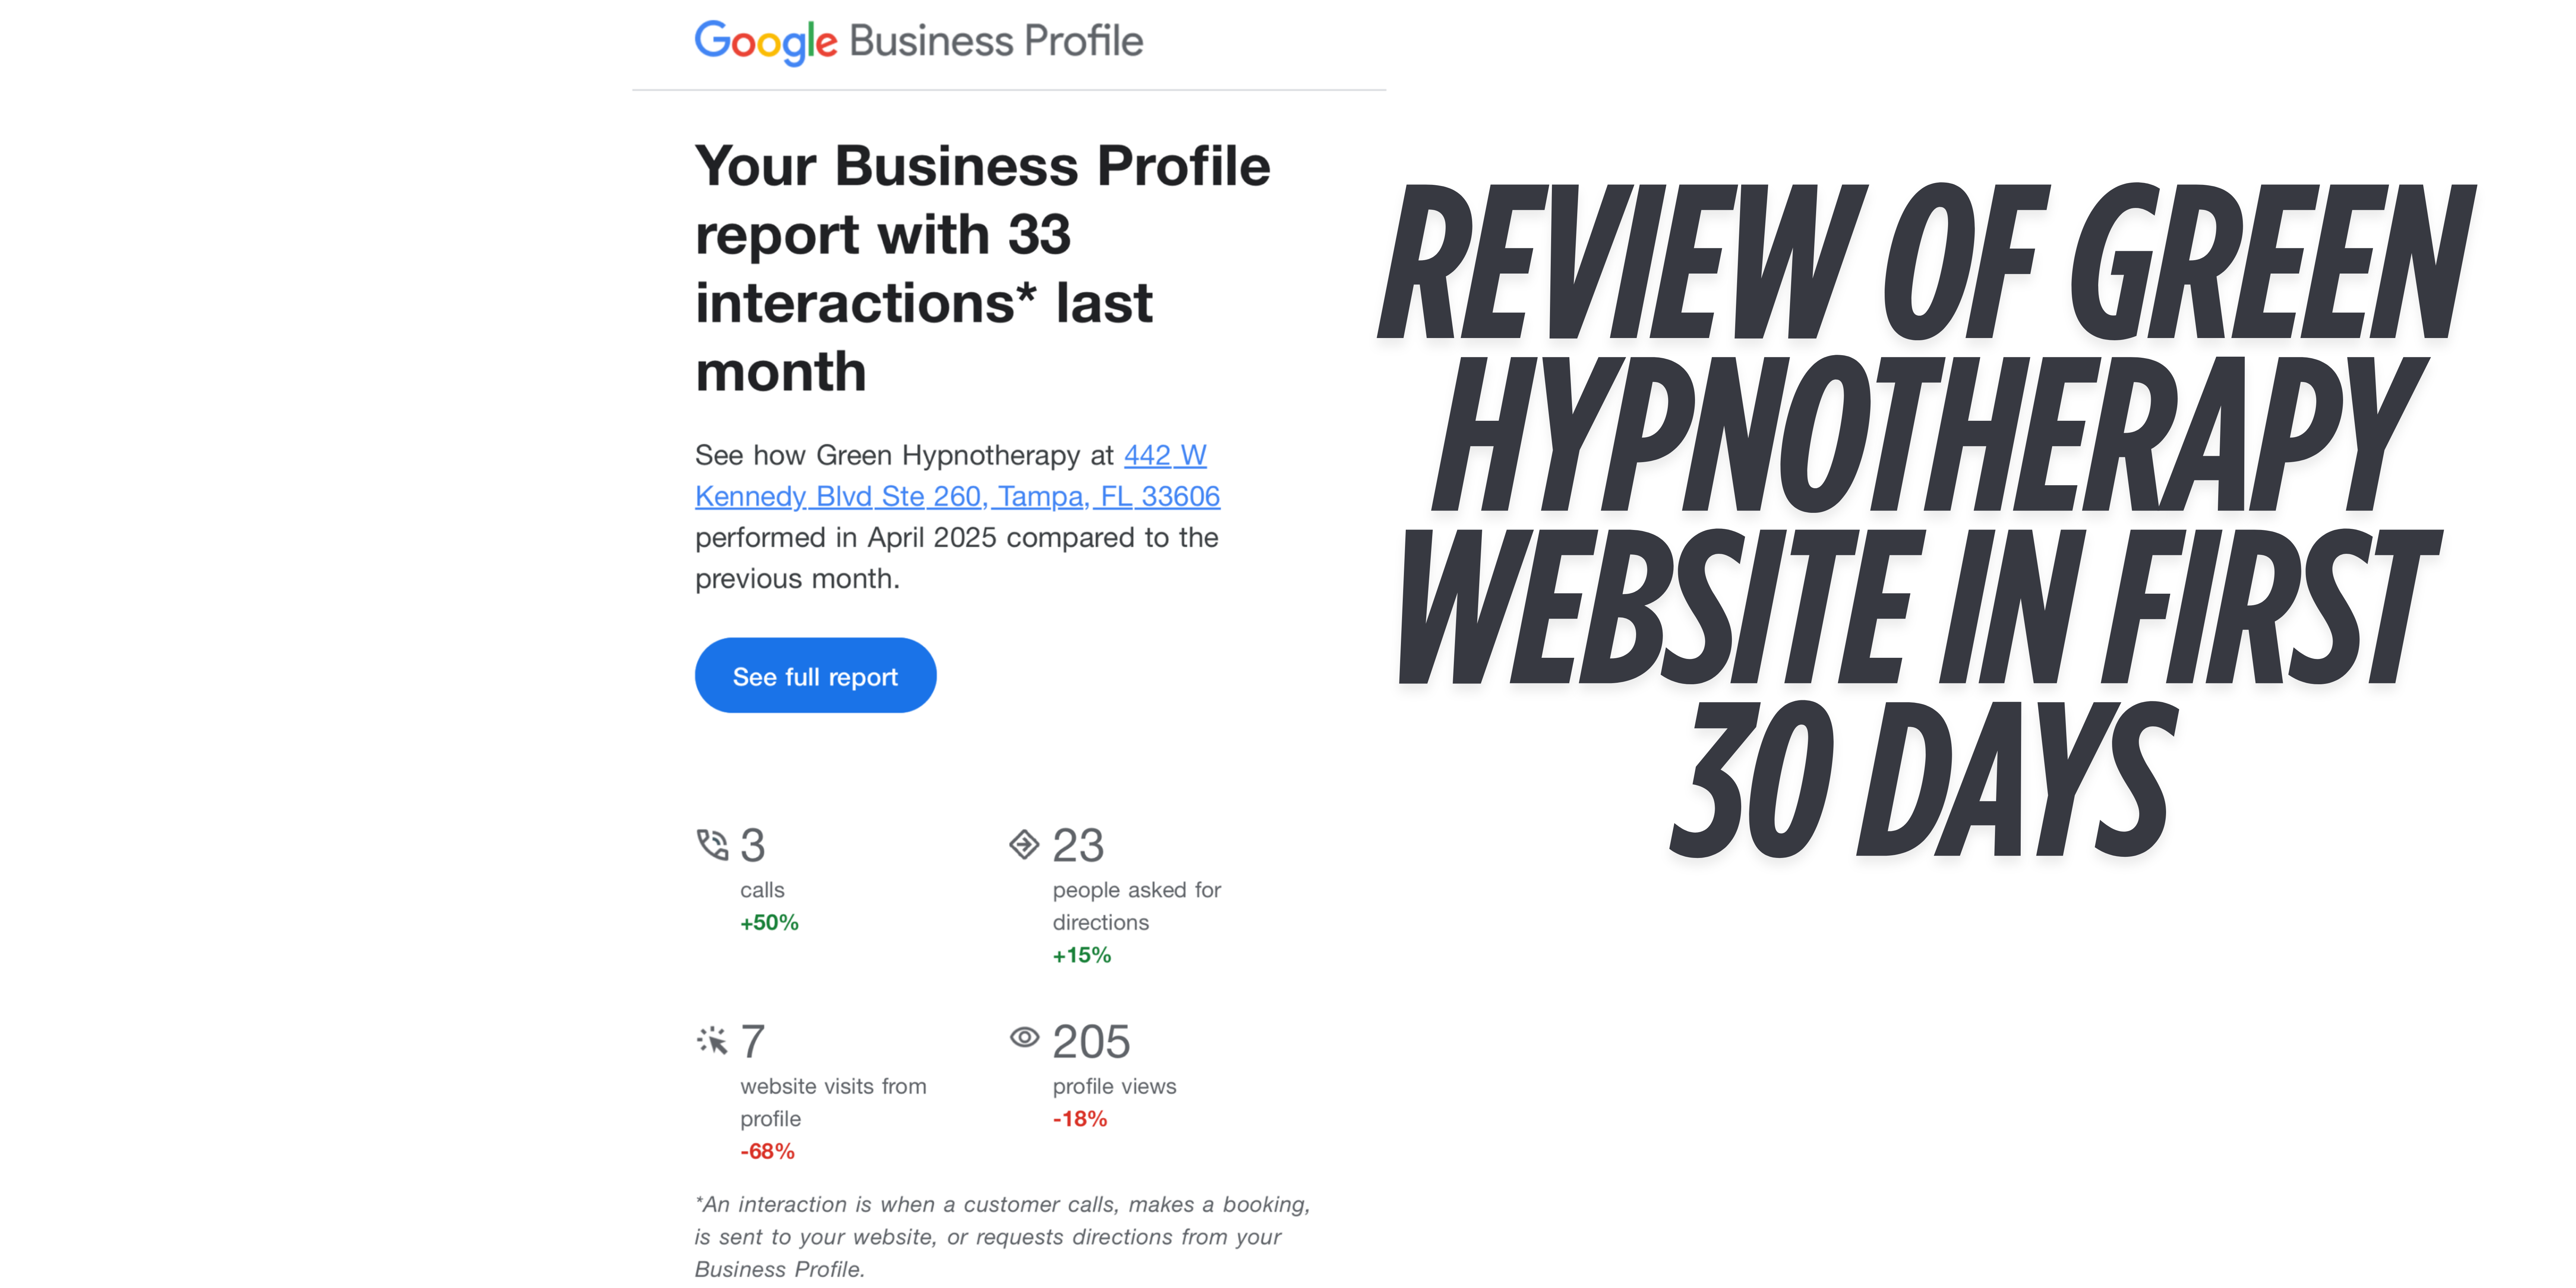 Google Business Profile
Your Business Profile
report with 33
interactions* last
month
See how Green Hypnotherapy at 442 W
Kennedy Blvd Ste 260, Tampa, FL 33606
performed in April 2025 compared to the
previous month.
See full report
3
calls
+50%
23
people asked for
directions
+15%
7
website visits from
profile
-68%
205
profile views
-18%
*An interaction is when a customer calls, makes a booking,
is sent to your website, or requests directions from your
Business Profile.
REVIEW OF GREEN
HYPNOTHERAPY
WEBSITE IN FIRST
30 DAYS